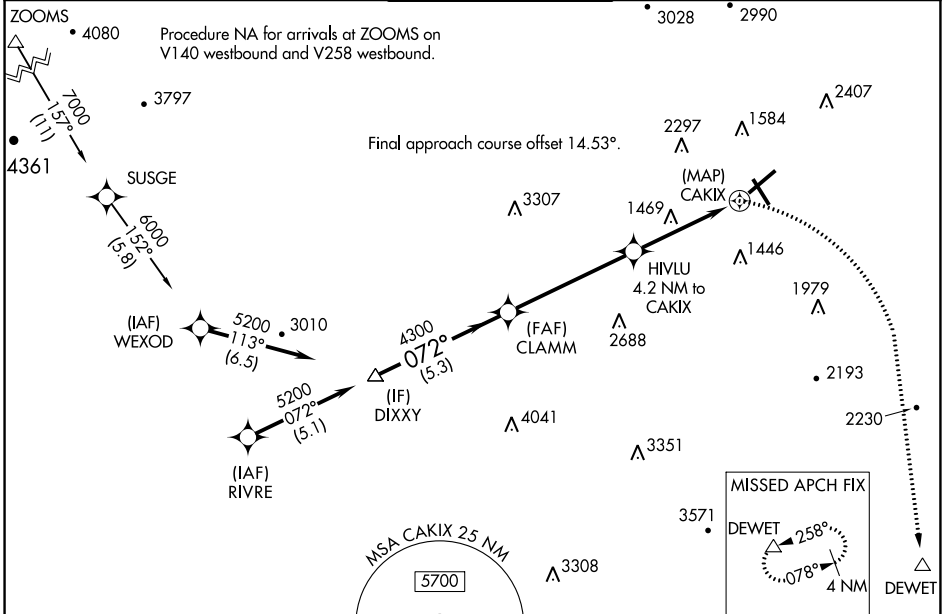 ZOOMS
4080
Procedure NA for arrivals at ZOOMS on
V140 westbound and V258 westbound.
3028
2990
7000
157°
(11)
3797
2407
4361
Final approach course offset 14.53°.
2297
1584
SUSGE
(MAP)
CAKIX
6000
152°
(5.8)
3307
1469
HIVLU
4.2 NM to
CAKIX
1446
1979
(IAF)
WEXOD
5200
113°
(6.5)
3010
4300
072°
(5.3)
(FAF)
CLAMM
2688
5200
072°
(5.1)
(IF)
DIXXY
2193
2230
4041
3351
(IAF)
RIVRE
MISSED APCH FIX
3571
DEWET
258°
078°
4 NM
DEWET
MSA CAKIX 25 NM
5700
3308